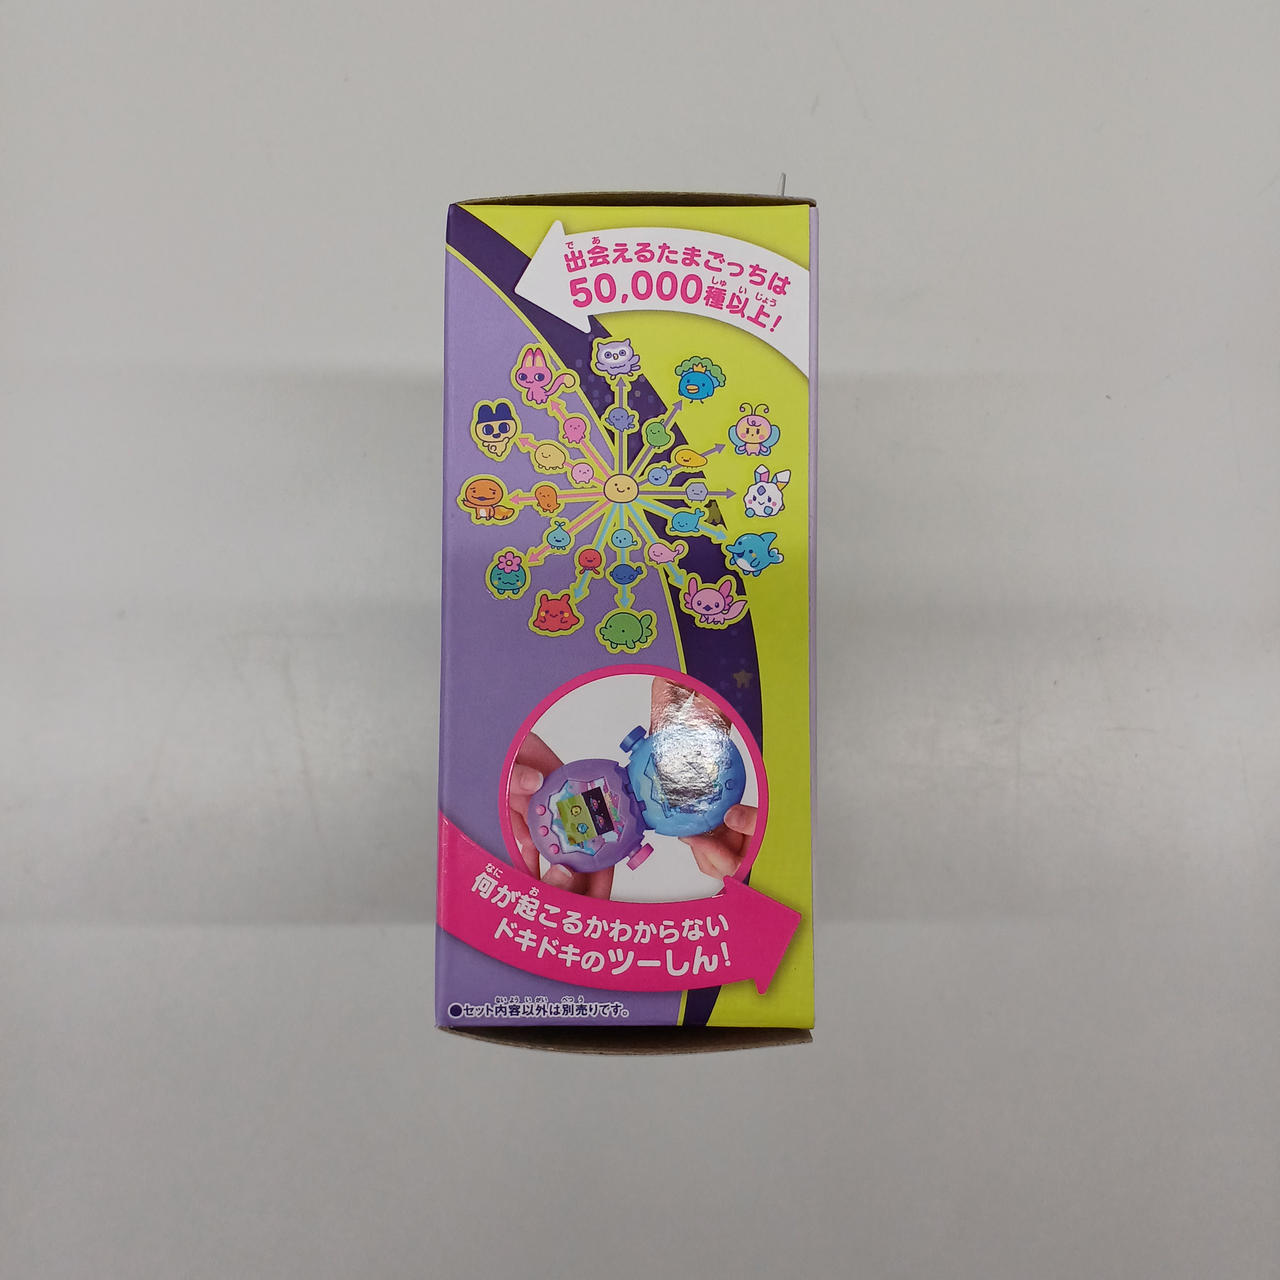 出会えるたまごっちは
50,000種以上!
何が起こるかわからない
ドキドキのツーしん!
●セット内容以外は別売りです。